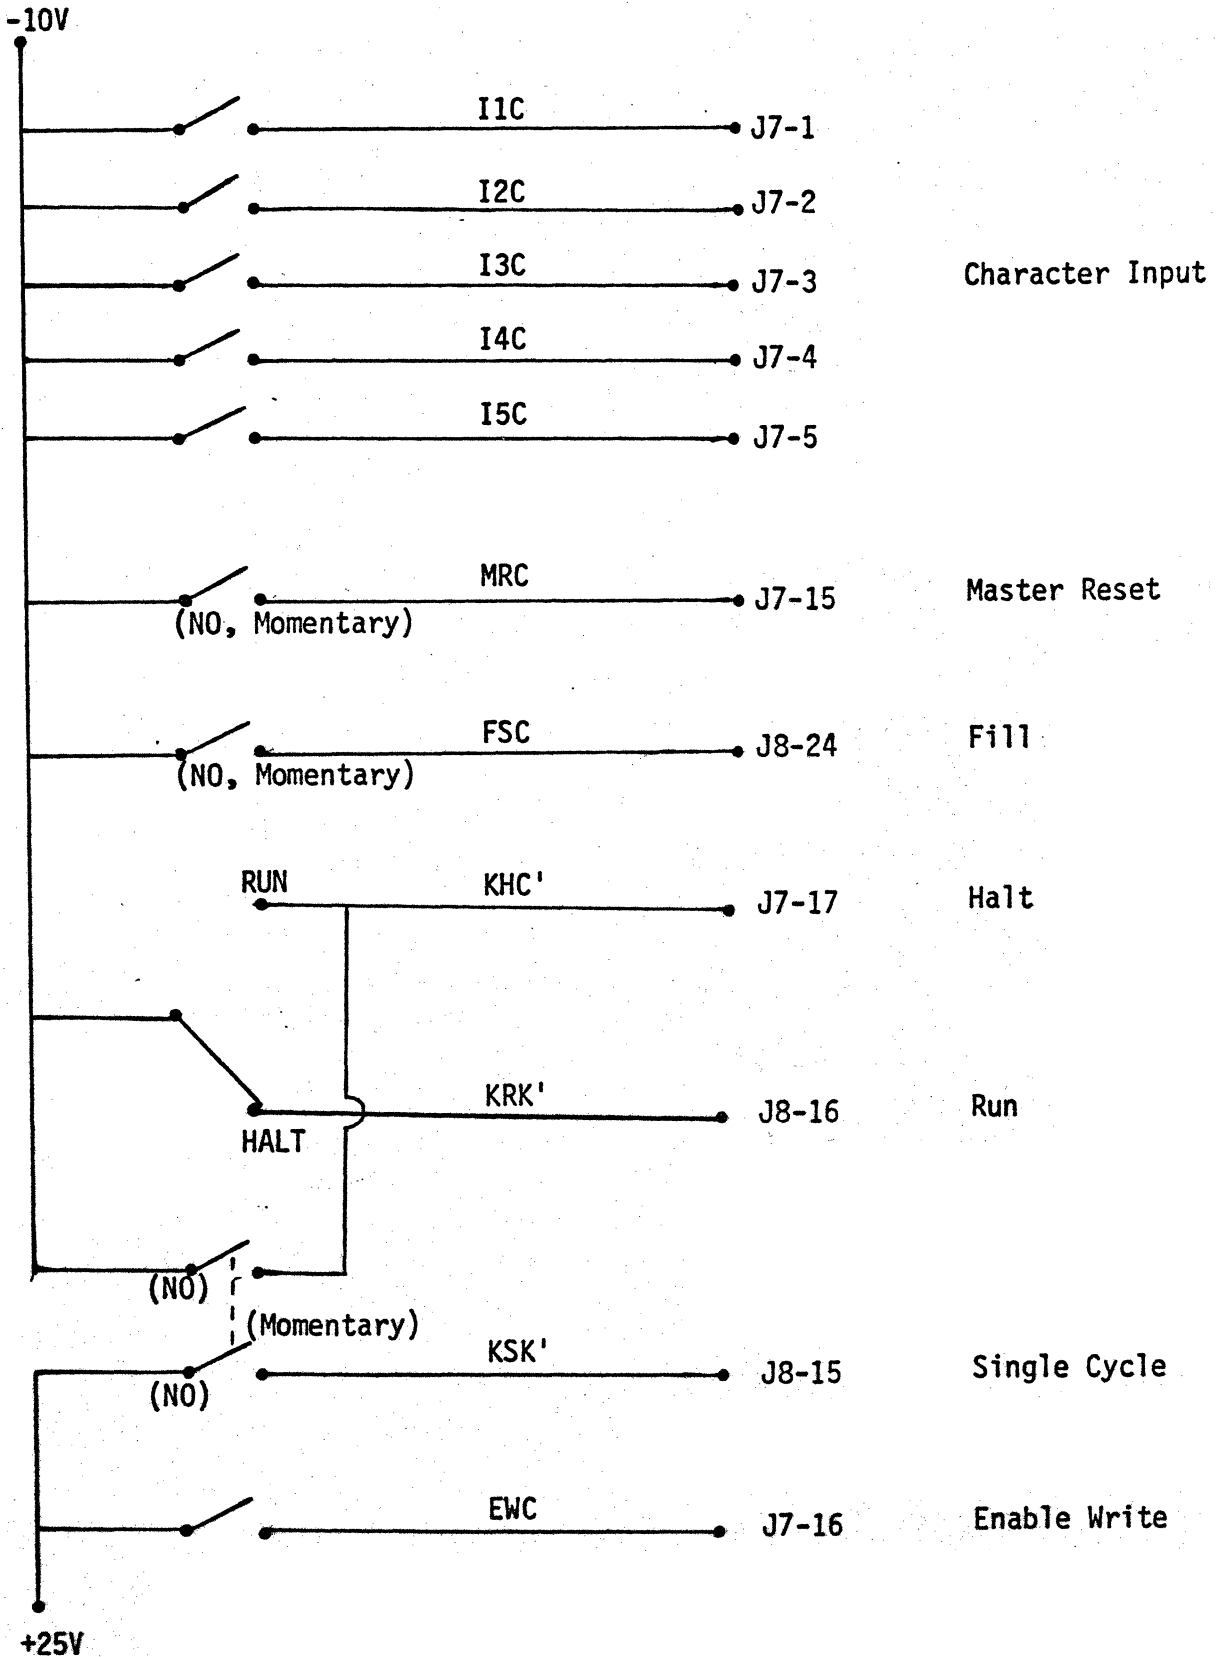 -10V
I1C
J7-1
I2C
J7-2
I3C
J7-3
Character Input
I4C
J7-4
I5C
J7-5
MRC
J7-15
Master Reset
(NO, Momentary)
FSC
J8-24
Fill
(NO, Momentary)
RUN
KHC'
J7-17
Halt
KRK'
J8-16
Run
HALT
(NO)
(Momentary)
KSK'
J8-15
Single Cycle
(NO)
EWC
J7-16
Enable Write
+25V